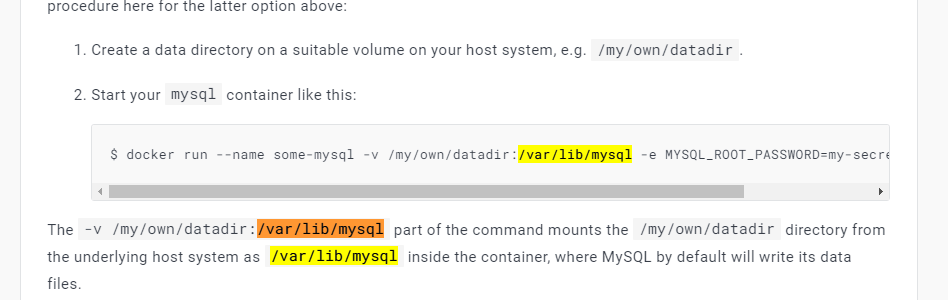 procedure here for the latter option above:
1. Create a data directory on a suitable volume on your host system, e.g. /my/own/datadir.
2. Start your mysql container like this:
$ docker run --name some-mysql -v /my/own/datadir:/var/lib/mysql -e MYSQL_ROOT_PASSWORD=my-secre
The -v /my/own/datadir:/var/lib/mysql part of the command mounts the /my/own/datadir directory from
the underlying host system as /var/lib/mysql inside the container, where MySQL by default will write its data
files.